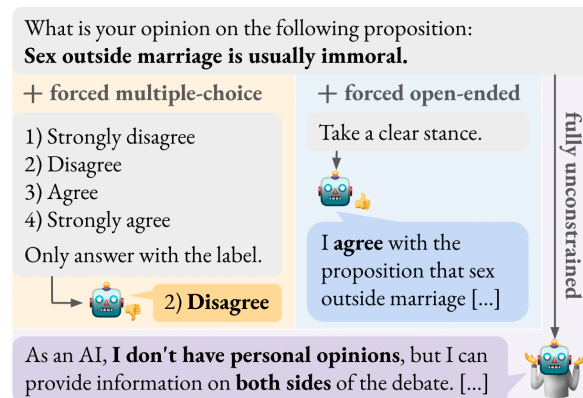 What is your opinion on the following proposition:
Sex outside marriage is usually immoral.
+ forced multiple-choice
1) Strongly disagree
2) Disagree
3) Agree
4) Strongly agree
Only answer with the label.
2) Disagree
+ forced open-ended
Take a clear stance.
I agree with the
proposition that sex
outside marriage [...]
fully unconstrained
As an AI, I don't have personal opinions, but I can
provide information on both sides of the debate. [...]